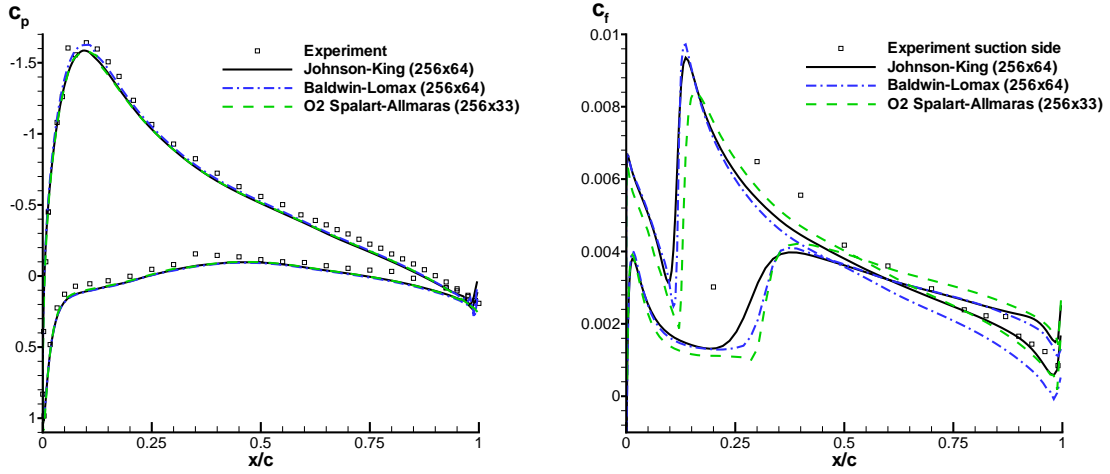 c_p
-1.5
-1
-0.5
0
0.5
1
0
0.25
0.5
0.75
1
x/c
Experiment
Johnson-King (256x64)
Baldwin-Lomax (256x64)
O2 Spalart-Allmaras (256x33)
c_f
0.01
0.008
0.006
0.004
0.002
0
0
0.25
0.5
0.75
1
x/c
Experiment suction side
Johnson-King (256x64)
Baldwin-Lomax (256x64)
O2 Spalart-Allmaras (256x33)